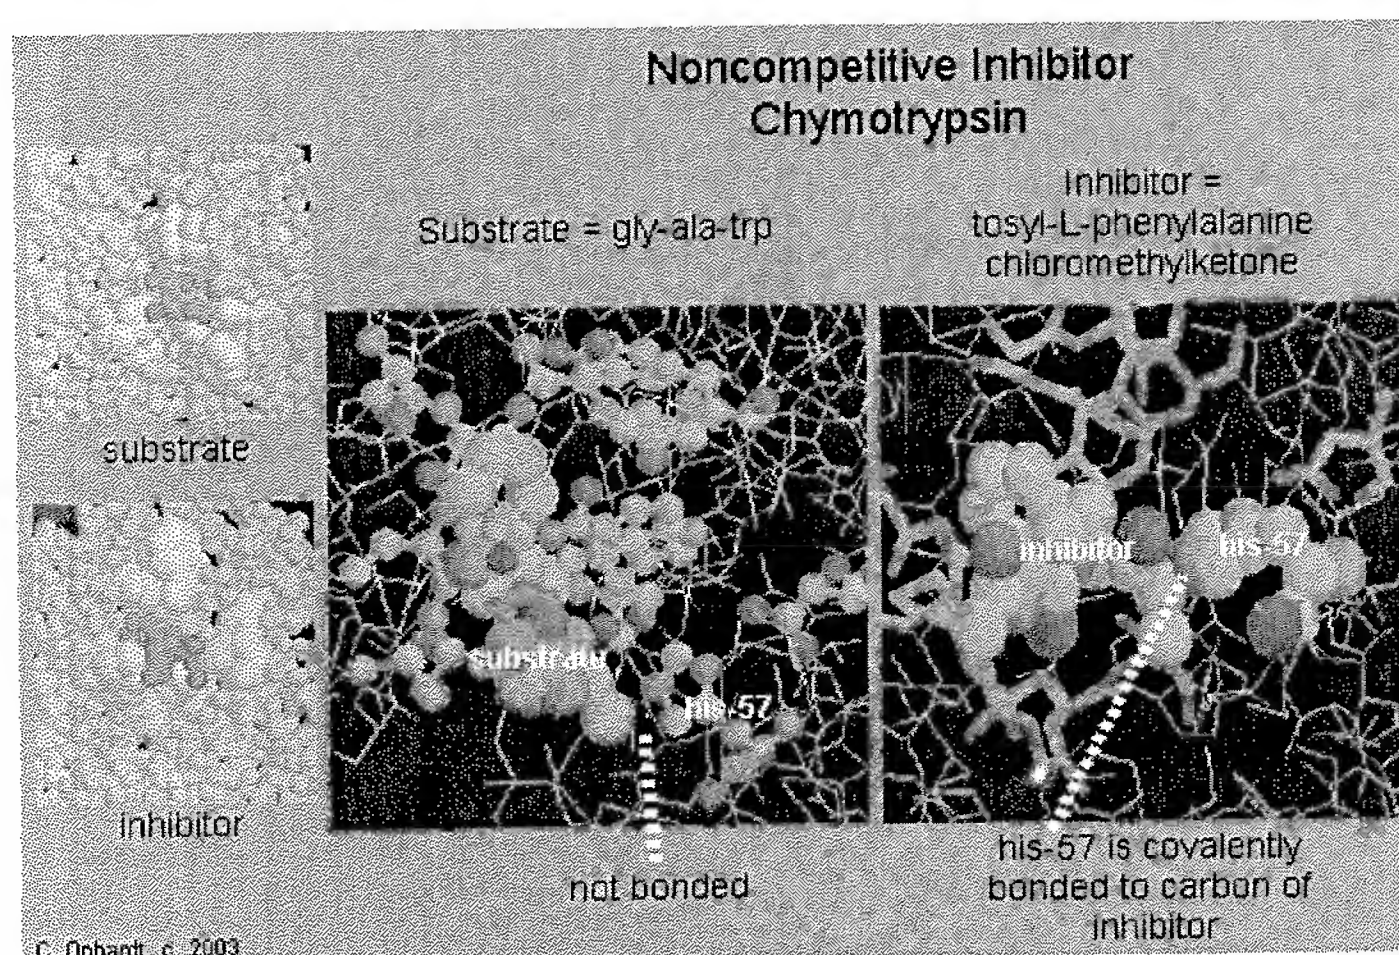 Noncompetitive Inhibitor
Chymotrypsin
Substrate = gly-ala-trp
Inhibitor =
tosyl-L-phenylalanine
chloromethylketone
substrate
inhibitor
substrate
his-57
inhibitor
his-57
not bonded
his-57 is covalently
bonded to carbon of
inhibitor
C. Ophardt, c. 2003